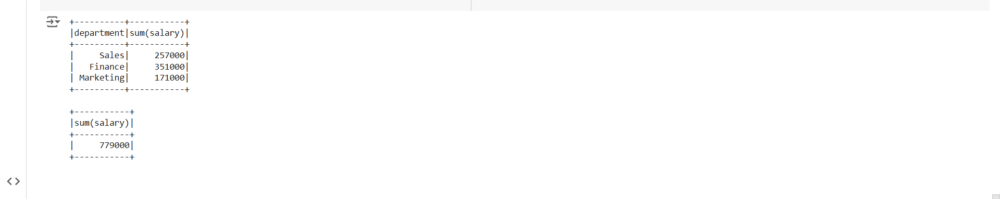 +----------+-----------+
|department|sum(salary)|
+----------+-----------+
|     Sales|     257000|
|   Finance|     351000|
| Marketing|     171000|
+----------+-----------+
+-----------+
|sum(salary)|
+-----------+
|     779000|
+-----------+